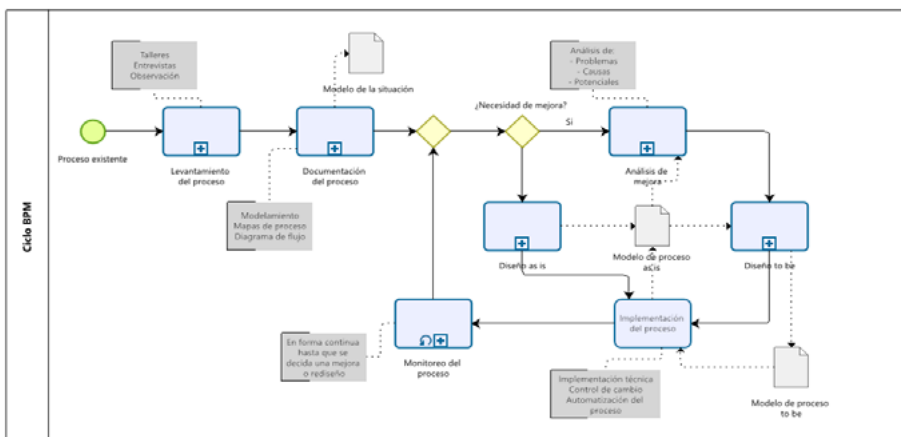 Ciclo BPM
Talleres
Entrevistas
Observación
Modelo de la situación
Proceso existente
Levantamiento
del proceso
Documentación
del proceso
Modelamiento
Mapas de proceso
Diagrama de flujo
¿Necesidad de mejora?
Si
Análisis de:
- Problemas
- Causas
- Potenciales
Análisis de
mejora
Diseño as is
Modelo de proceso
as is
Diseño to be
Implementación
del proceso
Monitoreo del
proceso
En forma continua
hasta que se
decida una mejora
o rediseño
Implementación técnica
Control de cambio
Automatización del
proceso
Modelo de proceso
to be